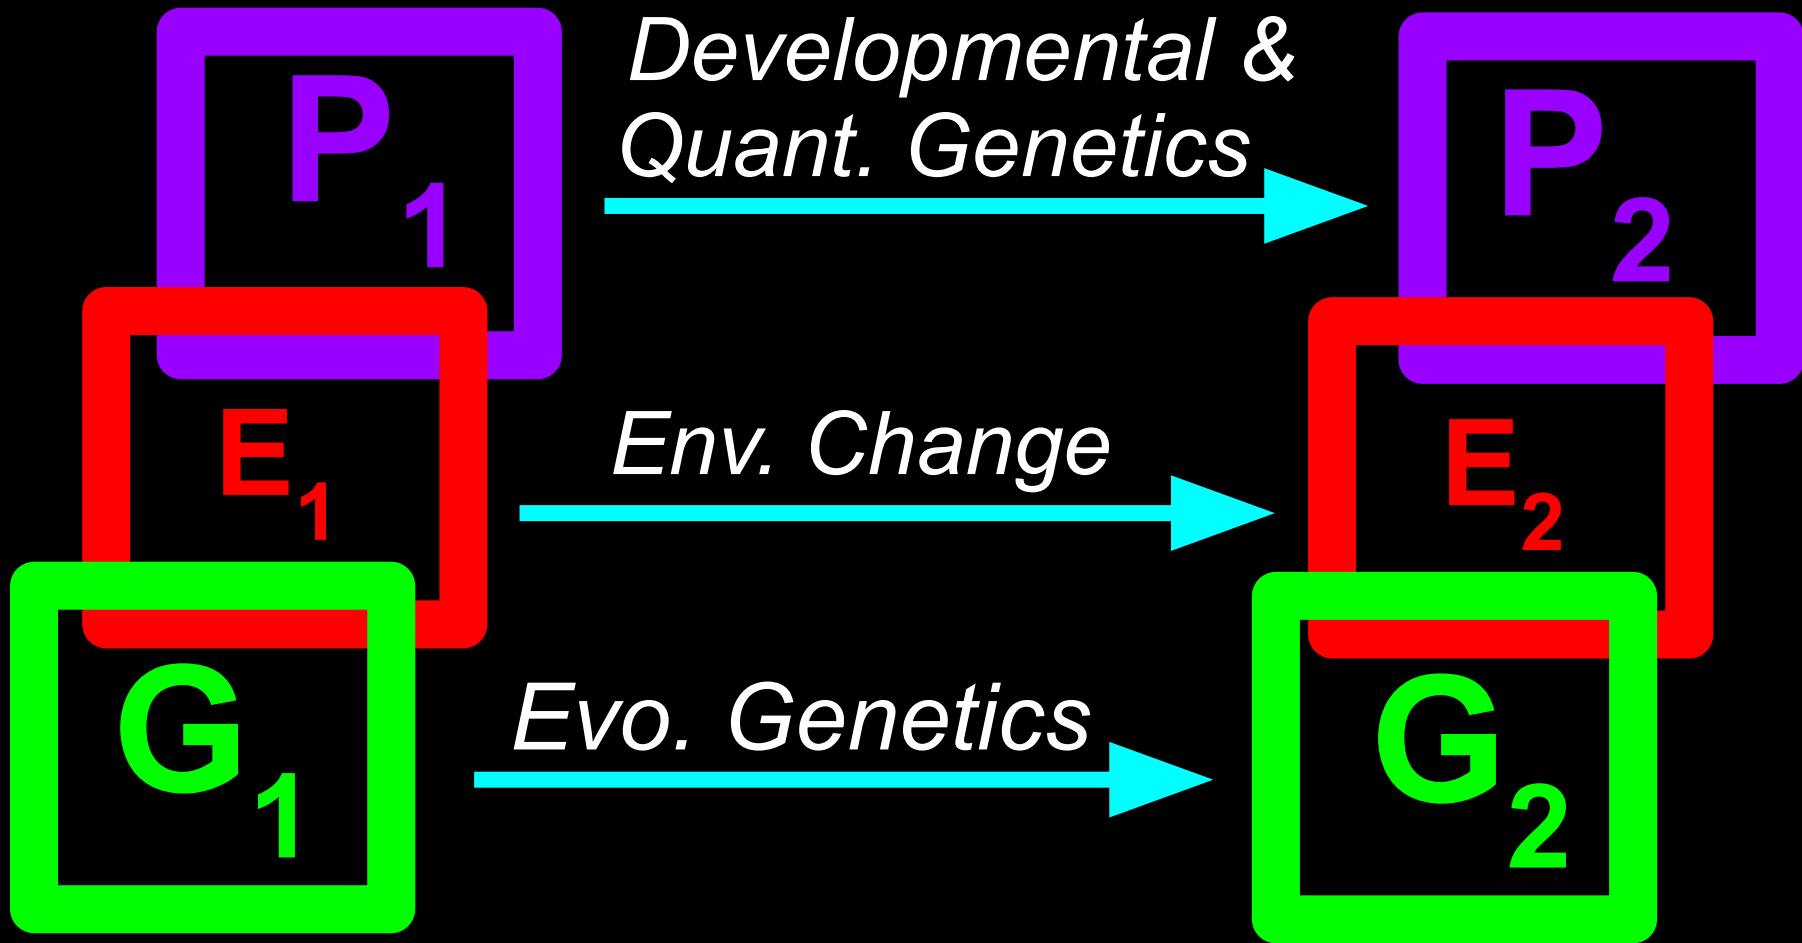 P1
Developmental &
Quant. Genetics
P2
E1
Env. Change
E2
G1
Evo. Genetics
G2